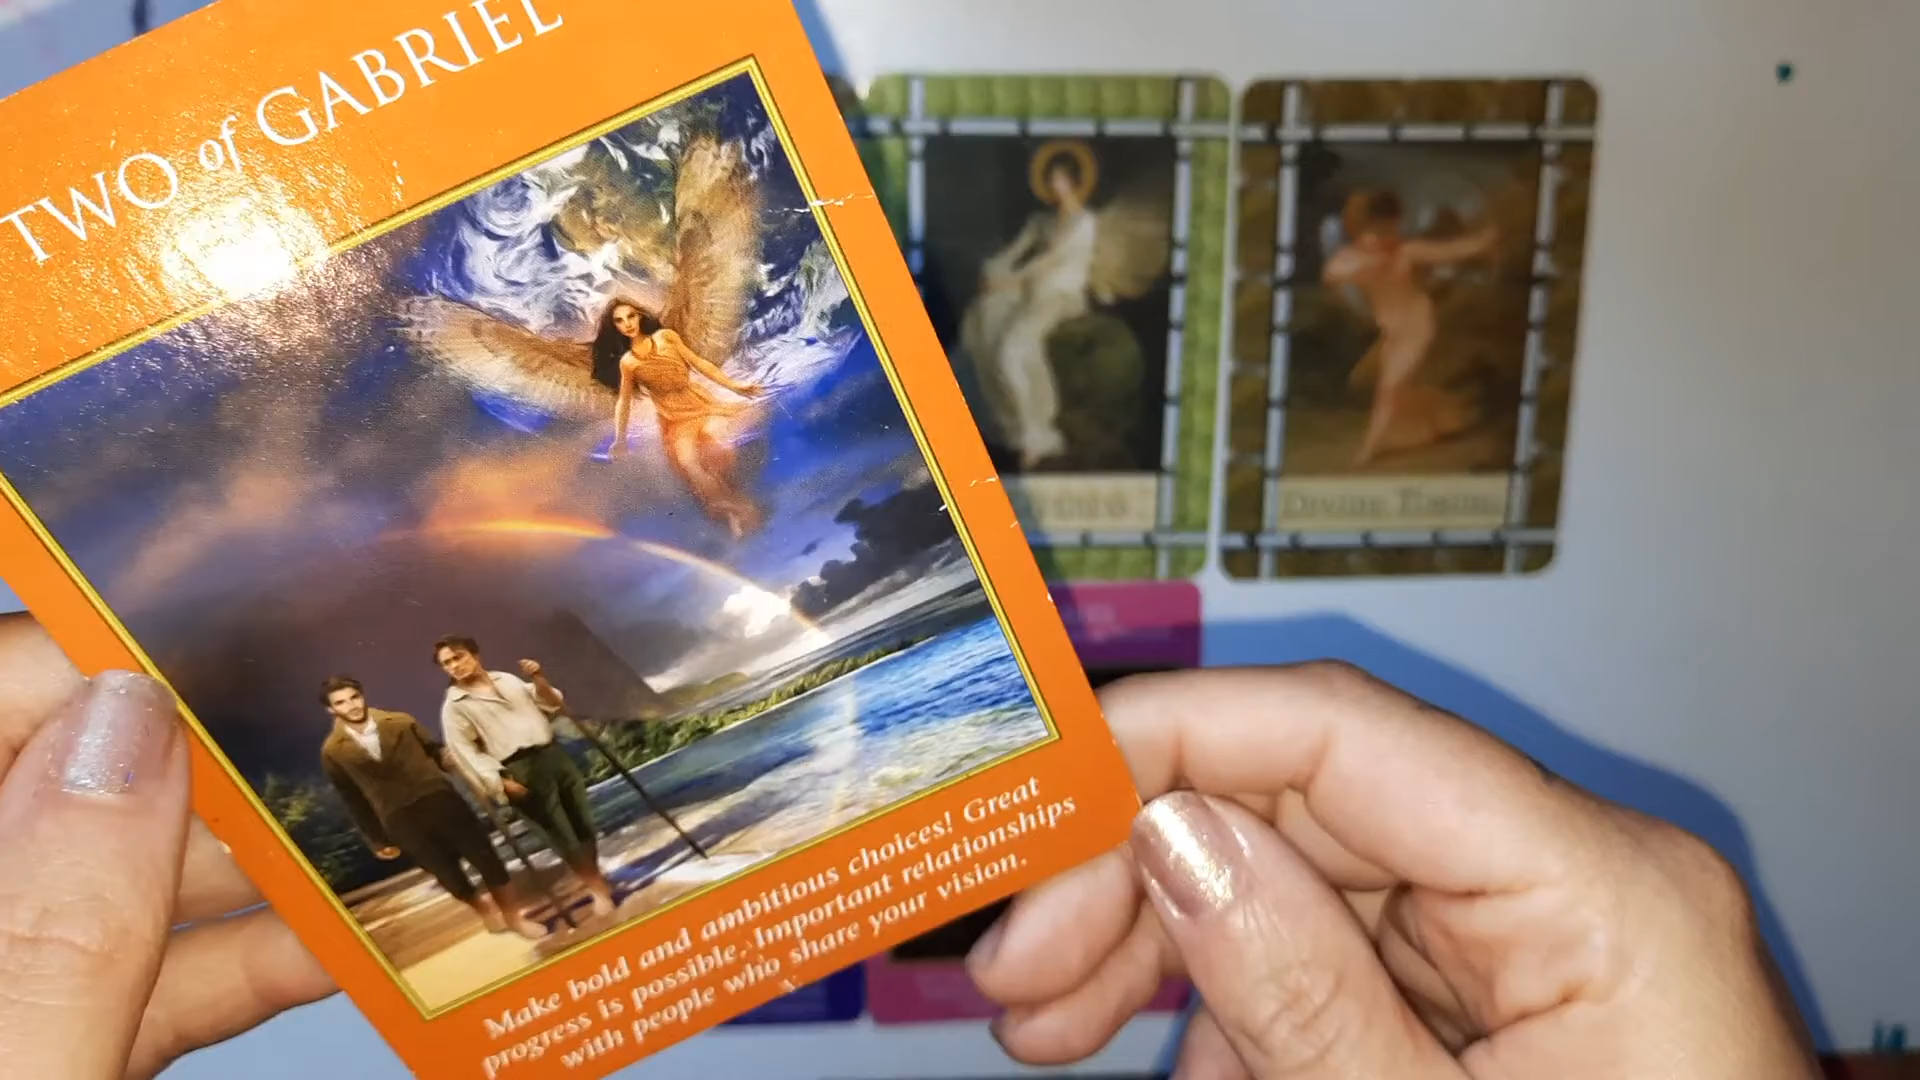 TWO of GABRIEL
Make bold and ambitious choices! Great
progress is possible. Important relationships
with people who share your vision.
Divine